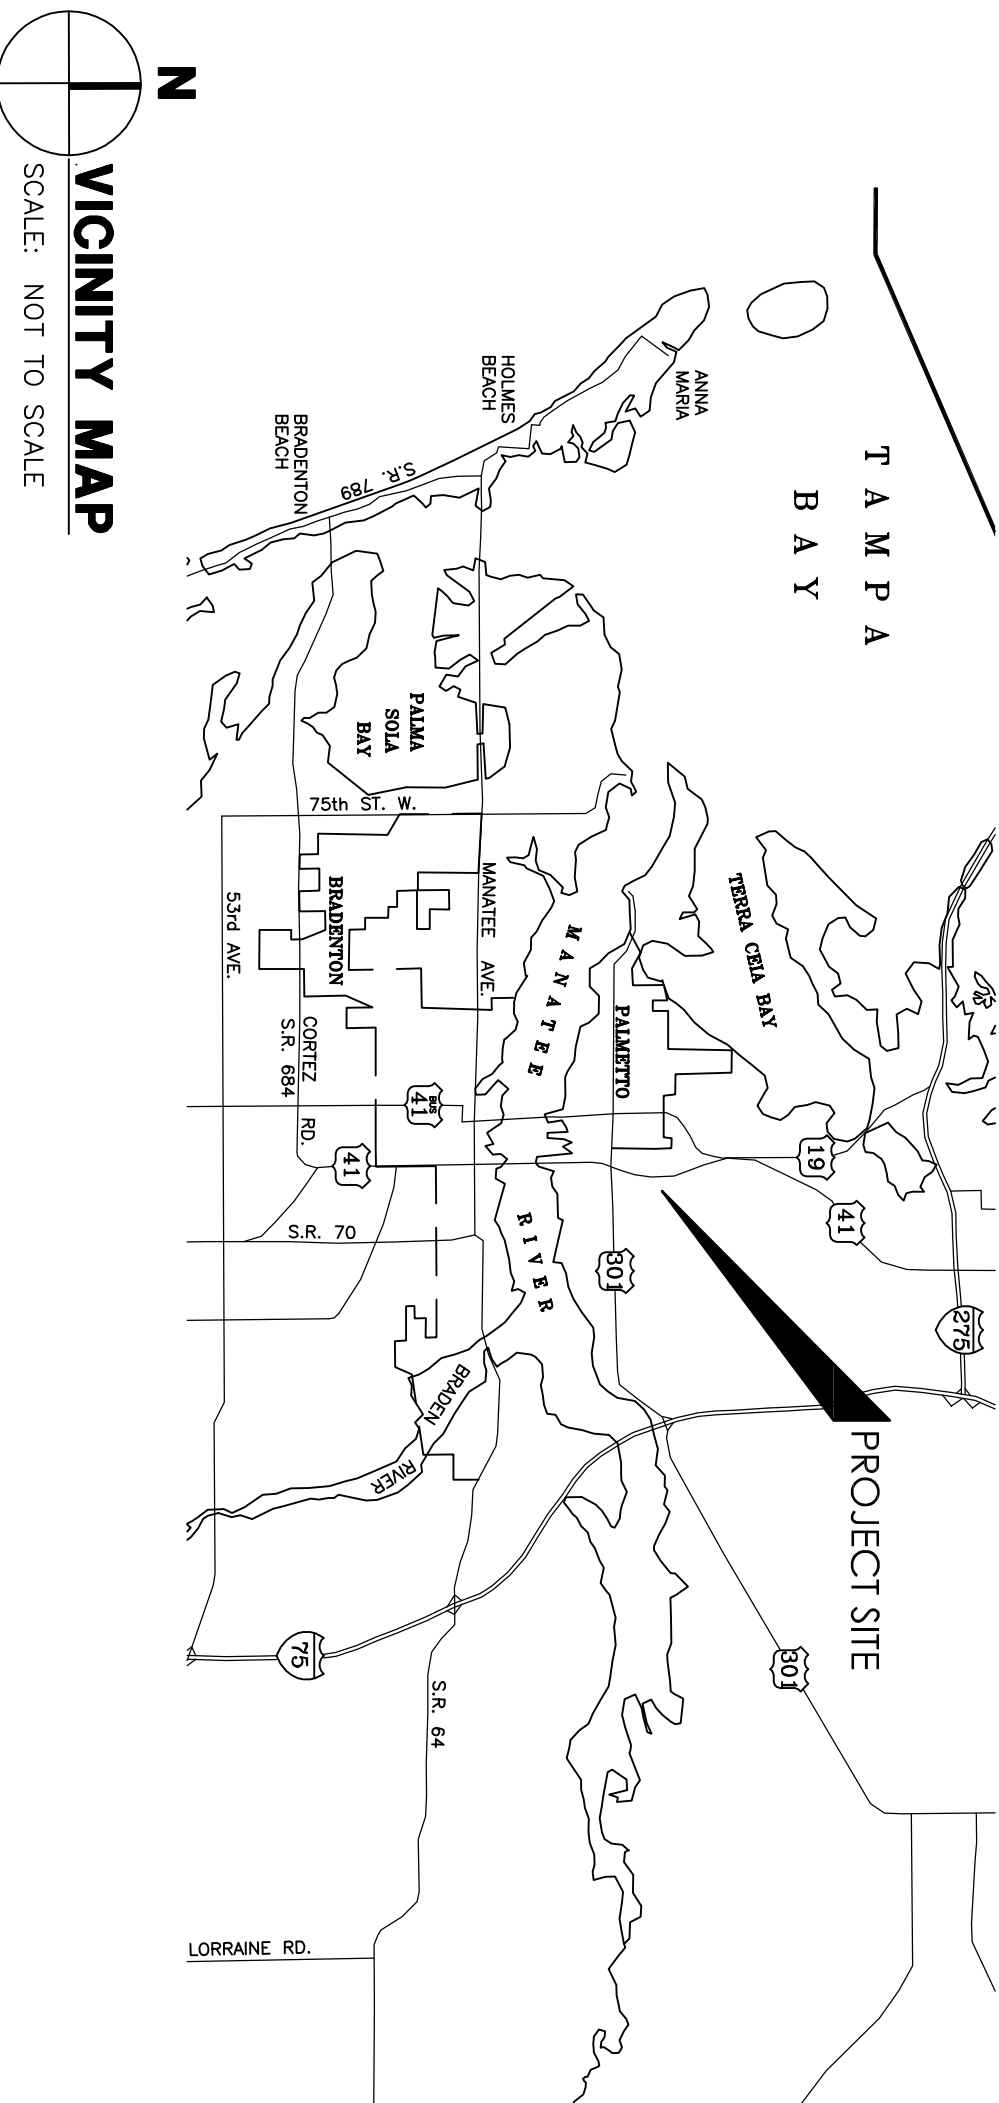 TAMPA
BAY
ANNA
MARIA
HOLMES
BEACH
BRADENTON
BEACH
S.R. 789
PALMA
SOLA
BAY
75th ST. W.
TERRA CEIA BAY
MANATEE
MANATEE AVE.
BRADENTON
53rd AVE.
PALMETTO
CORTEZ RD.
S.R. 684
BUS
41
41
19
41
S.R. 70
RIVER
301
275
BRADEN
RIVER
PROJECT SITE
301
75
S.R. 64
LORRAINE RD.
N
VICINITY MAP
SCALE: NOT TO SCALE